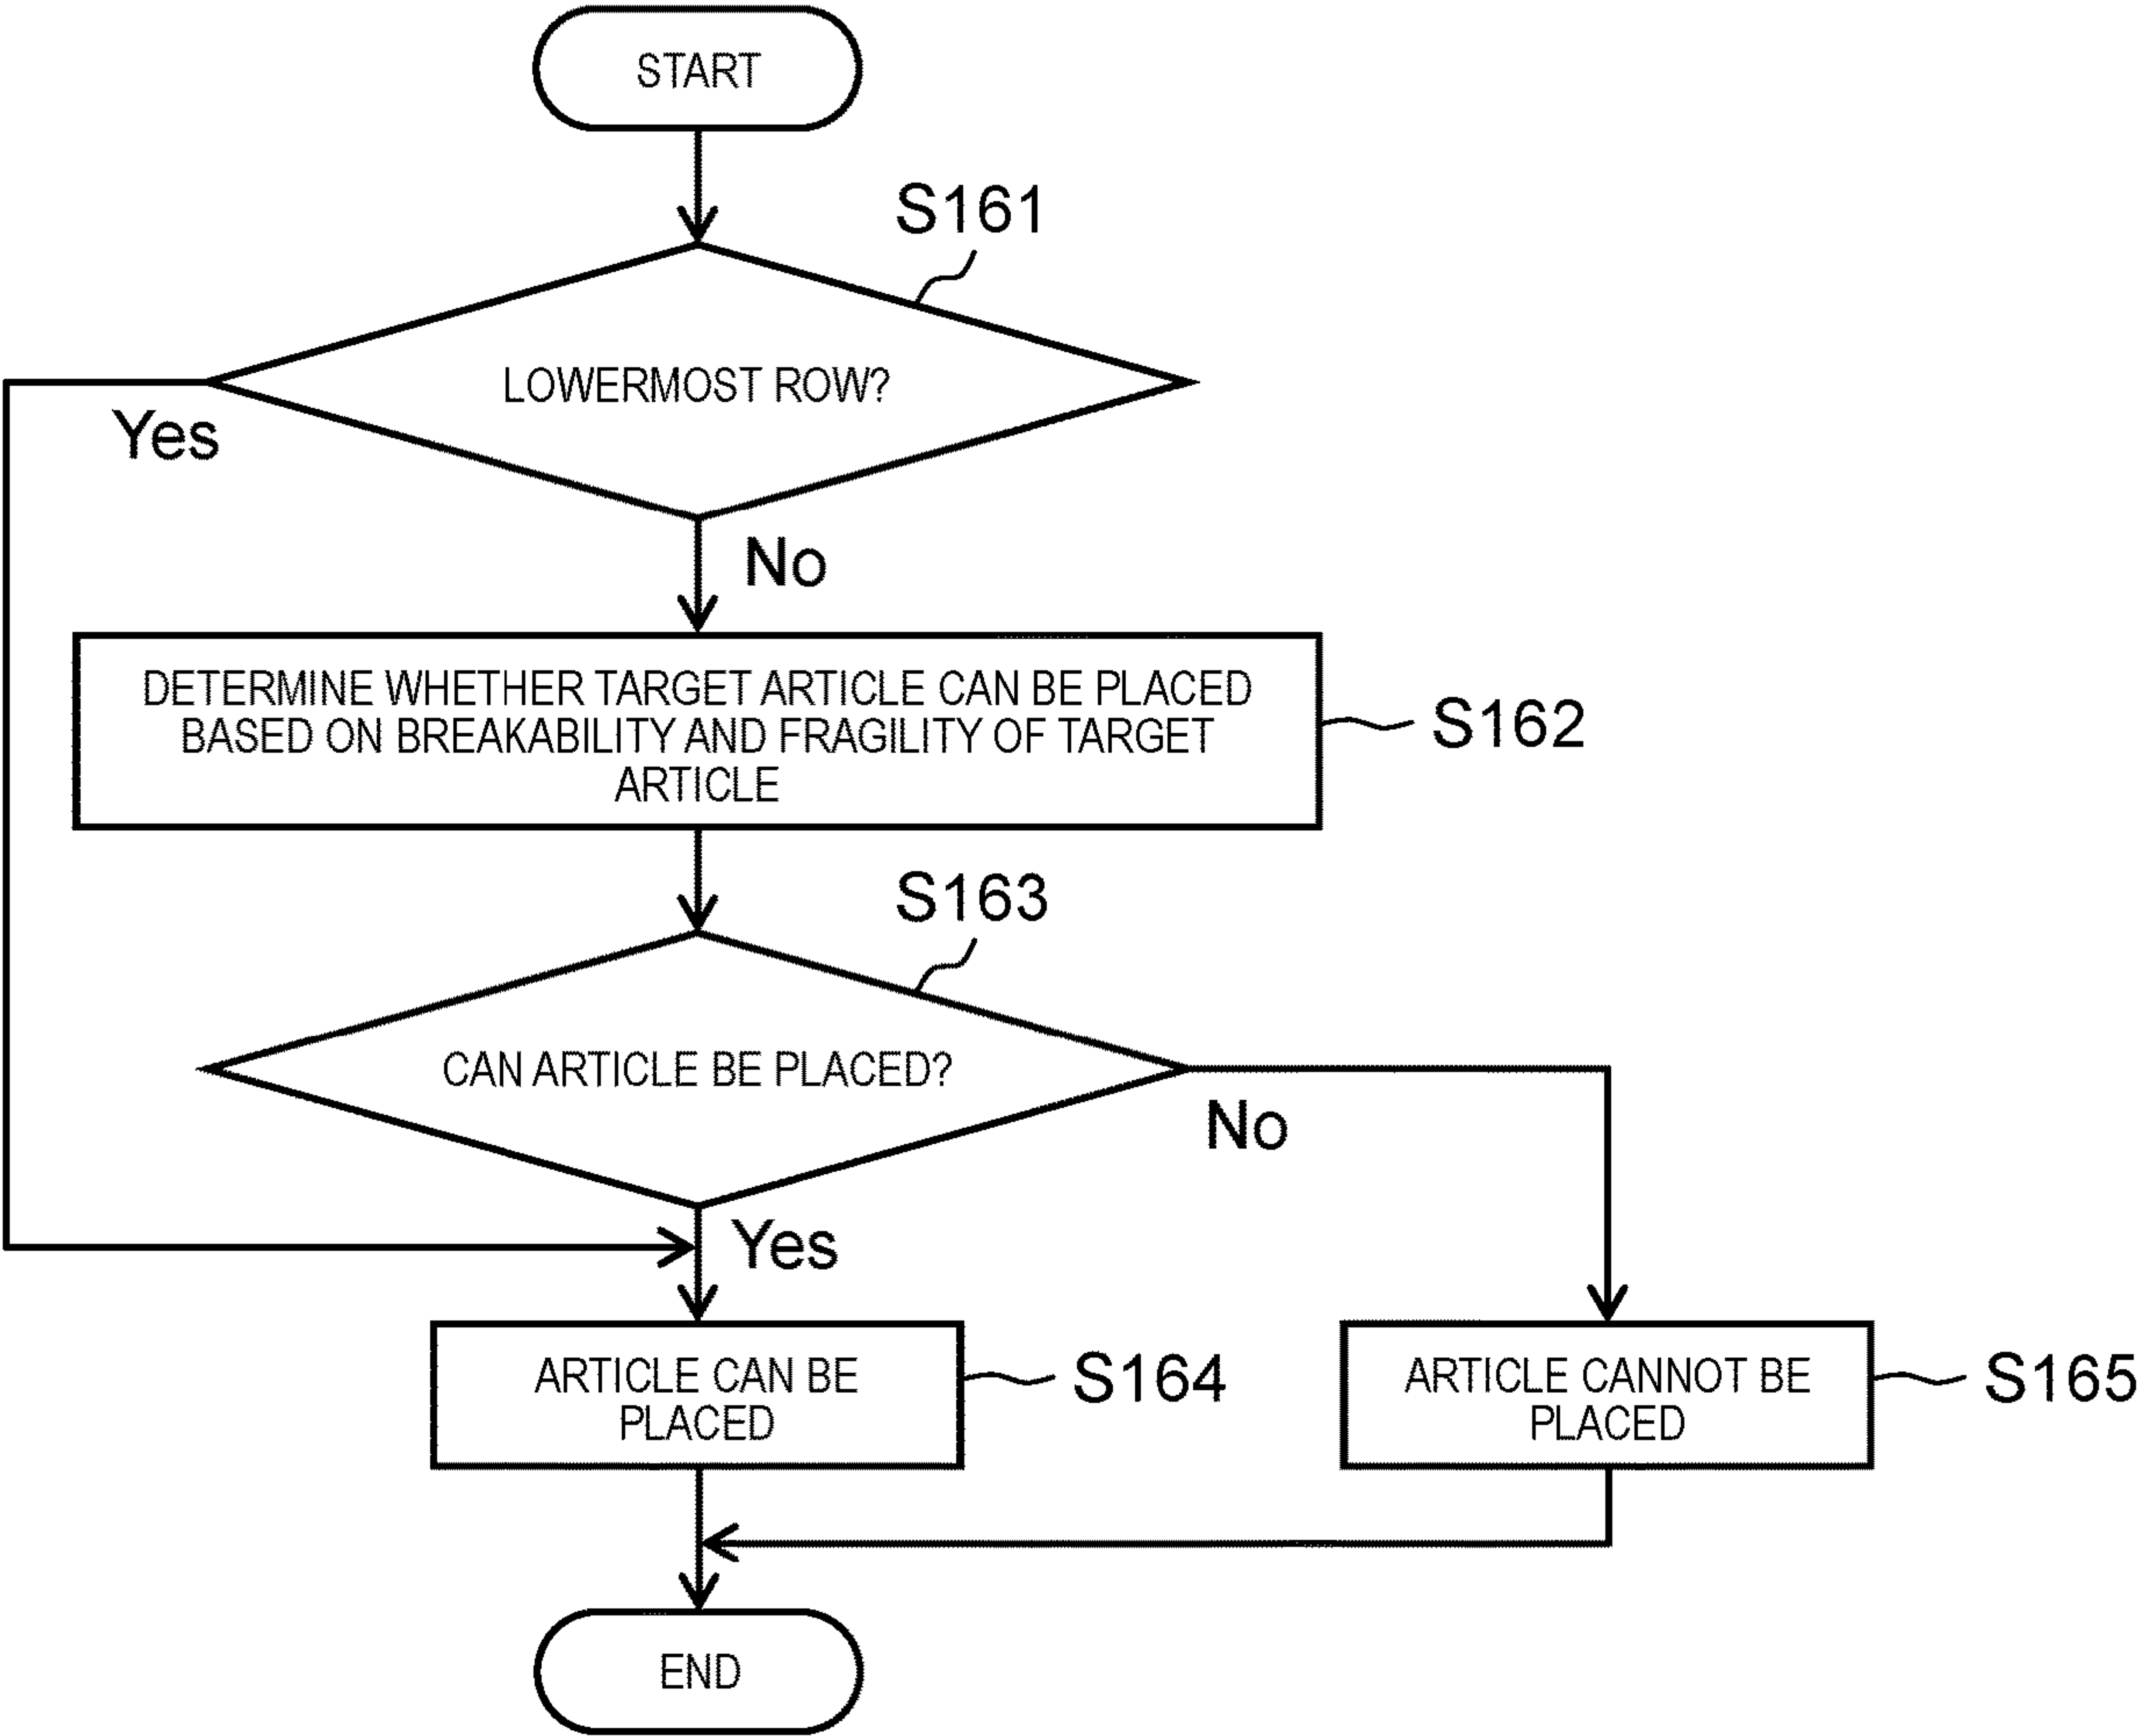 START
S161
LOWERMOST ROW?
Yes
No
DETERMINE WHETHER TARGET ARTICLE CAN BE PLACED
BASED ON BREAKABILITY AND FRAGILITY OF TARGET
ARTICLE
S162
S163
CAN ARTICLE BE PLACED?
No
Yes
ARTICLE CAN BE
PLACED
S164
ARTICLE CANNOT BE
PLACED
S165
END